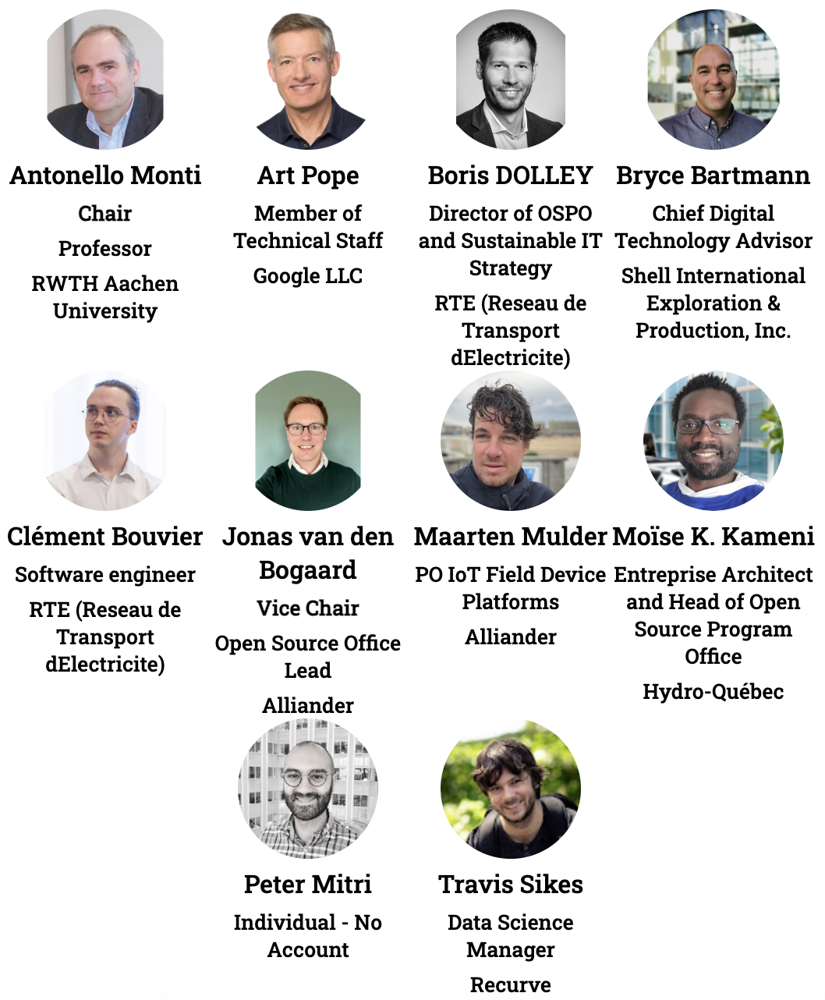 Antonello Monti
Chair
Professor
RWTH Aachen
University
Art Pope
Member of
Technical Staff
Google LLC
Boris DOLLEY
Director of OSPO
and Sustainable IT
Strategy
RTE (Reseau de
Transport
dElectricite)
Bryce Bartmann
Chief Digital
Technology Advisor
Shell International
Exploration &
Production, Inc.
Clément Bouvier
Software engineer
RTE (Reseau de
Transport
dElectricite)
Jonas van den
Bogaard
Vice Chair
Open Source Office
Lead
Alliander
Maarten Mulder
PO IoT Field Device
Platforms
Alliander
Moïse K. Kameni
Entreprise Architect
and Head of Open
Source Program
Office
Hydro-Québec
Peter Mitri
Individual - No
Account
Travis Sikes
Data Science
Manager
Recurve